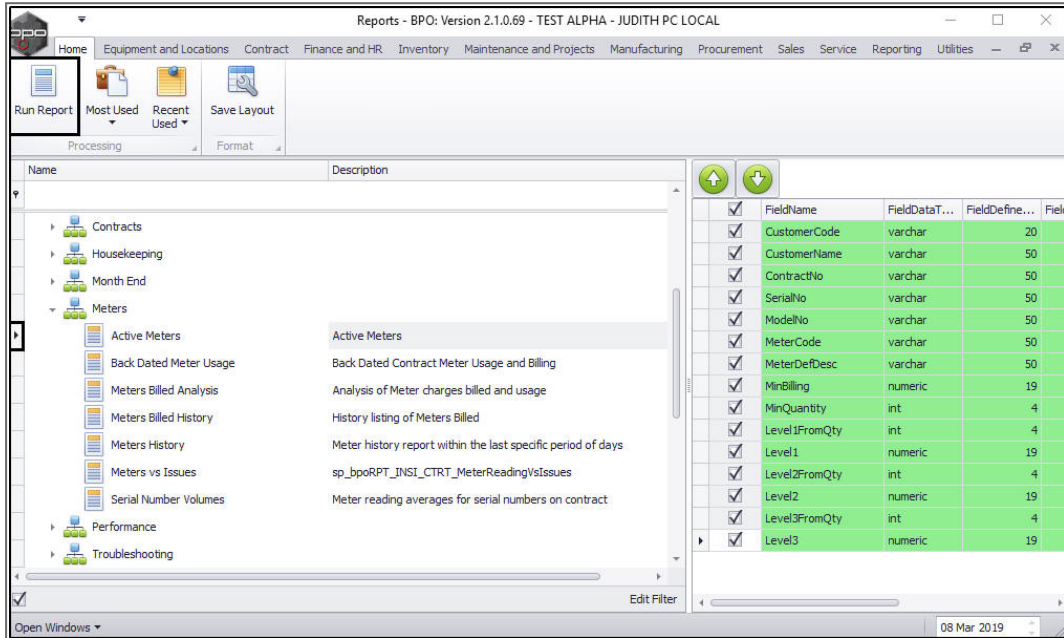 Reports - BPO: Version 2.1.0.69 - TEST ALPHA - JUDITH PC LOCAL
bpo
Home Equipment and Locations Contract Finance and HR Inventory Maintenance and Projects Manufacturing Procurement Sales Service Reporting Utilities
Run Report Most Used Recent Used Save Layout
Processing Format
Name Description
Contracts
Housekeeping
Month End
Meters
Active Meters Active Meters
Back Dated Meter Usage Back Dated Contract Meter Usage and Billing
Meters Billed Analysis Analysis of Meter charges billed and usage
Meters Billed History History listing of Meters Billed
Meters History Meter history report within the last specific period of days
Meters vs Issues sp_bpoRPT_INSI_CTRT_MeterReadingVsIssues
Serial Number Volumes Meter reading averages for serial numbers on contract
Performance
Troubleshooting
Edit Filter
FieldName FieldDataT... FieldDefine... Fiel
CustomerCode varchar 20
CustomerName varchar 50
ContractNo varchar 50
SerialNo varchar 50
ModelNo varchar 50
MeterCode varchar 50
MeterDefDesc varchar 50
MinBilling numeric 19
MinQuantity int 4
Level1FromQty int 4
Level1 numeric 19
Level2FromQty int 4
Level2 numeric 19
Level3FromQty int 4
Level3 numeric 19
Open Windows 08 Mar 2019